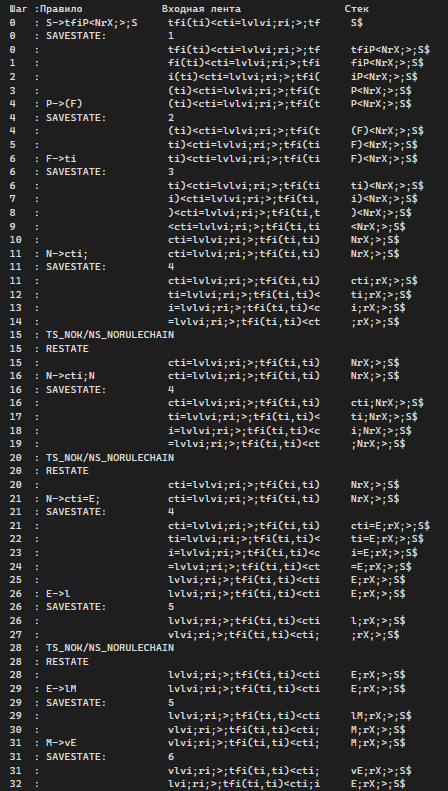 Шаг :Правило Входная лента Стек
0 : S->tfiP<NrX;>;S tfi(ti)<cti=lvlvi;ri;>;tf S$
0 : SAVESTATE: 1
0 : tfi(ti)<cti=lvlvi;ri;>;tf tfiP<NrX;>;S$
1 : fi(ti)<cti=lvlvi;ri;>;tfi fiP<NrX;>;S$
2 : i(ti)<cti=lvlvi;ri;>;tfi( iP<NrX;>;S$
3 : (ti)<cti=lvlvi;ri;>;tfi(t P<NrX;>;S$
4 : P->(F) (ti)<cti=lvlvi;ri;>;tfi(t P<NrX;>;S$
4 : SAVESTATE: 2
4 : (ti)<cti=lvlvi;ri;>;tfi(t (F)<NrX;>;S$
5 : ti)<cti=lvlvi;ri;>;tfi(ti F)<NrX;>;S$
6 : F->ti ti)<cti=lvlvi;ri;>;tfi(ti F)<NrX;>;S$
6 : SAVESTATE: 3
6 : ti)<cti=lvlvi;ri;>;tfi(ti ti)<NrX;>;S$
7 : i)<cti=lvlvi;ri;>;tfi(ti, i)<NrX;>;S$
8 : )<cti=lvlvi;ri;>;tfi(ti,t )<NrX;>;S$
9 : <cti=lvlvi;ri;>;tfi(ti,ti <NrX;>;S$
10 : cti=lvlvi;ri;>;tfi(ti,ti) NrX;>;S$
11 : N->cti; cti=lvlvi;ri;>;tfi(ti,ti) NrX;>;S$
11 : SAVESTATE: 4
11 : cti=lvlvi;ri;>;tfi(ti,ti) cti;rX;>;S$
12 : ti=lvlvi;ri;>;tfi(ti,ti)< ti;rX;>;S$
13 : i=lvlvi;ri;>;tfi(ti,ti)<c i;rX;>;S$
14 : =lvlvi;ri;>;tfi(ti,ti)<ct ;rX;>;S$
15 : TS_NOK/NS_NORULECHAIN
15 : RESTATE
15 : cti=lvlvi;ri;>;tfi(ti,ti) NrX;>;S$
16 : N->cti;N cti=lvlvi;ri;>;tfi(ti,ti) NrX;>;S$
16 : SAVESTATE: 4
16 : cti=lvlvi;ri;>;tfi(ti,ti) cti;NrX;>;S$
17 : ti=lvlvi;ri;>;tfi(ti,ti)< ti;NrX;>;S$
18 : i=lvlvi;ri;>;tfi(ti,ti)<c i;NrX;>;S$
19 : =lvlvi;ri;>;tfi(ti,ti)<ct ;NrX;>;S$
20 : TS_NOK/NS_NORULECHAIN
20 : RESTATE
20 : cti=lvlvi;ri;>;tfi(ti,ti) NrX;>;S$
21 : N->cti=E; cti=lvlvi;ri;>;tfi(ti,ti) NrX;>;S$
21 : SAVESTATE: 4
21 : cti=lvlvi;ri;>;tfi(ti,ti) cti=E;rX;>;S$
22 : ti=lvlvi;ri;>;tfi(ti,ti)< ti=E;rX;>;S$
23 : i=lvlvi;ri;>;tfi(ti,ti)<c i=E;rX;>;S$
24 : =lvlvi;ri;>;tfi(ti,ti)<ct =E;rX;>;S$
25 : lvlvi;ri;>;tfi(ti,ti)<cti E;rX;>;S$
26 : E->l lvlvi;ri;>;tfi(ti,ti)<cti E;rX;>;S$
26 : SAVESTATE: 5
26 : lvlvi;ri;>;tfi(ti,ti)<cti l;rX;>;S$
27 : vlvi;ri;>;tfi(ti,ti)<cti; ;rX;>;S$
28 : TS_NOK/NS_NORULECHAIN
28 : RESTATE
28 : lvlvi;ri;>;tfi(ti,ti)<cti E;rX;>;S$
29 : E->lM lvlvi;ri;>;tfi(ti,ti)<cti E;rX;>;S$
29 : SAVESTATE: 5
29 : lvlvi;ri;>;tfi(ti,ti)<cti lM;rX;>;S$
30 : vlvi;ri;>;tfi(ti,ti)<cti; M;rX;>;S$
31 : M->vE vlvi;ri;>;tfi(ti,ti)<cti; M;rX;>;S$
31 : SAVESTATE: 6
31 : vlvi;ri;>;tfi(ti,ti)<cti; vE;rX;>;S$
32 : lvi;ri;>;tfi(ti,ti)<cti;i E;rX;>;S$